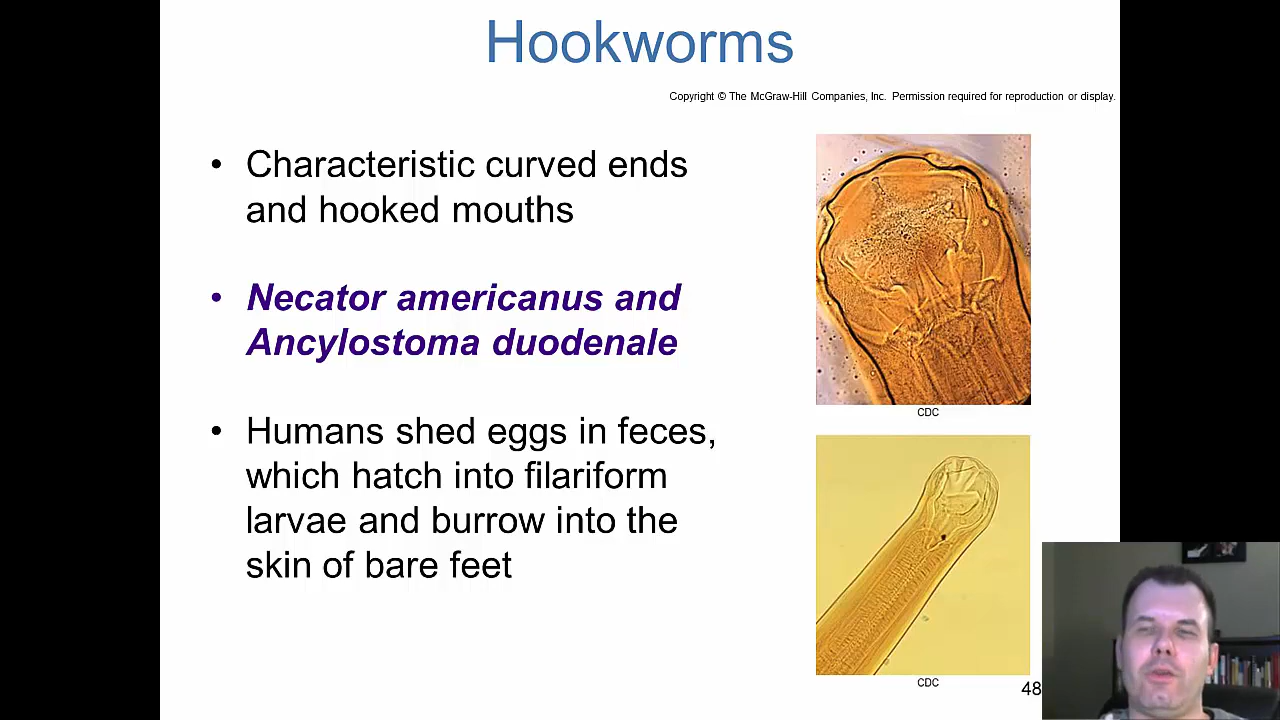 Hookworms
Copyright © The McGraw-Hill Companies, Inc. Permission required for reproduction or display.
• Characteristic curved ends
and hooked mouths
• Necator americanus and
Ancylostoma duodenale
• Humans shed eggs in feces,
which hatch into filariform
larvae and burrow into the
skin of bare feet
CDC
CDC
48